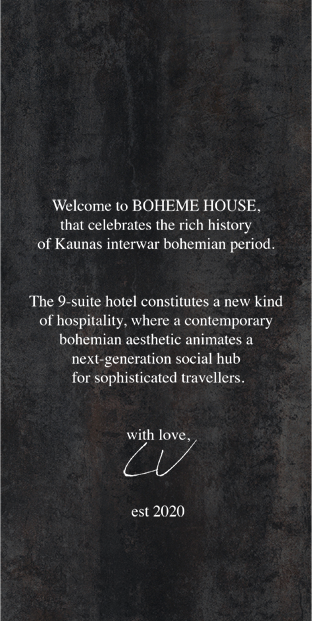 Welcome to BOHEME HOUSE,
that celebrates the rich history
of Kaunas interwar bohemian period.
The 9-suite hotel constitutes a new kind
of hospitality, where a contemporary
bohemian aesthetic animates a
next-generation social hub
for sophisticated travellers.
with love,
est 2020